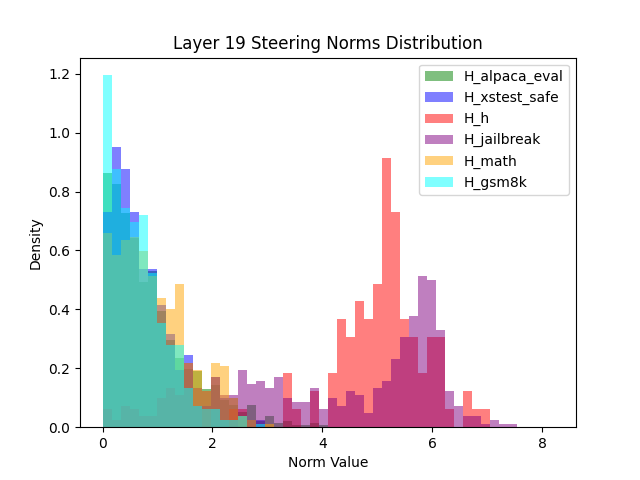 Layer 19 Steering Norms Distribution
H_alpaca_eval
H_xstest_safe
H_h
H_jailbreak
H_math
H_gsm8k
Density
1.2
1.0
0.8
0.6
0.4
0.2
0.0
0 2 4 6 8
Norm Value